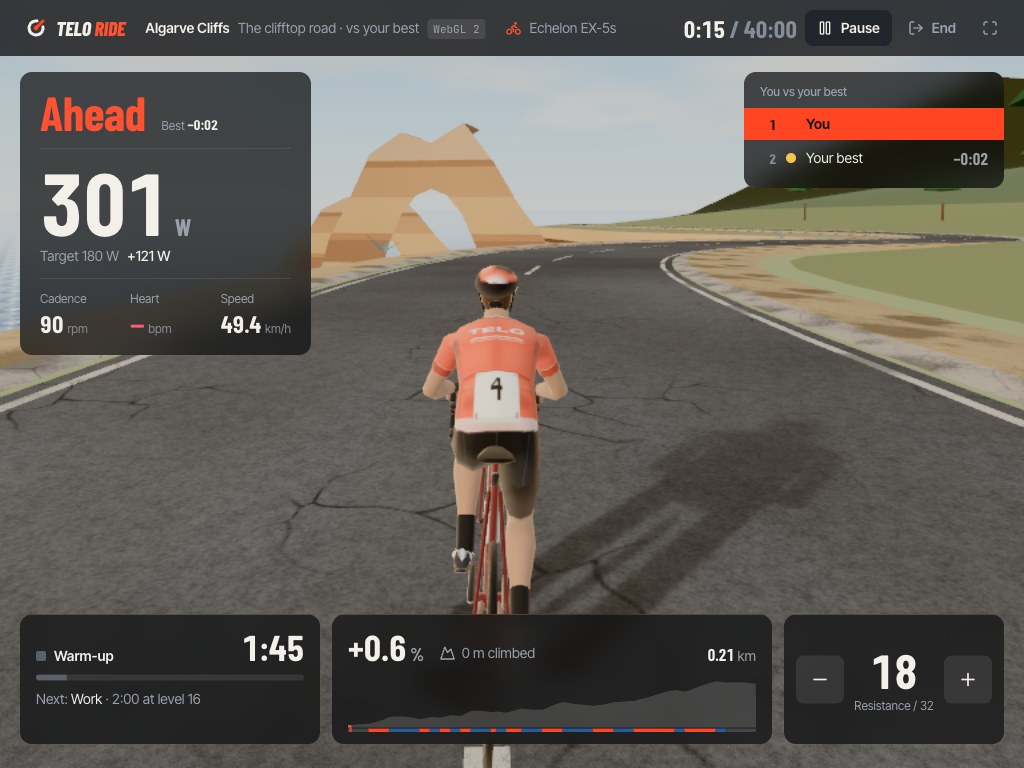 TELO RIDE
Algarve Cliffs The clifftop road · vs your best WebGL 2
Echelon EX-5s
0:15 / 40:00
Pause
End
Ahead Best −0:02
301 W
Target 180 W +121 W
Cadence Heart Speed
90 rpm – bpm 49.4 km/h
You vs your best
1 You
2 Your best −0:02
TELO
4
Warm-up 1:45
Next: Work · 2:00 at level 16
+0.6 % 0 m climbed 0.21 km
− 18 +
Resistance / 32